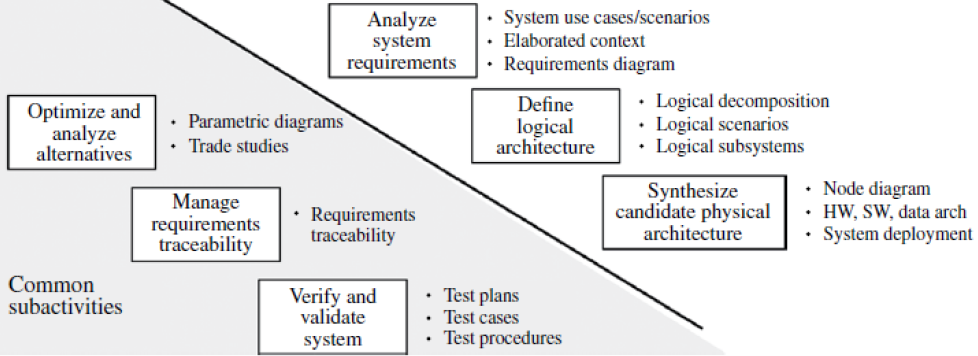 Analyze
system
requirements
• System use cases/scenarios
• Elaborated context
• Requirements diagram
Optimize and
analyze
alternatives
• Parametric diagrams
• Trade studies
Define
logical
architecture
• Logical decomposition
• Logical scenarios
• Logical subsystems
Manage
requirements
traceability
• Requirements
traceability
Synthesize
candidate physical
architecture
• Node diagram
• HW, SW, data arch
• System deployment
Common
subactivities
Verify and
validate
system
• Test plans
• Test cases
• Test procedures